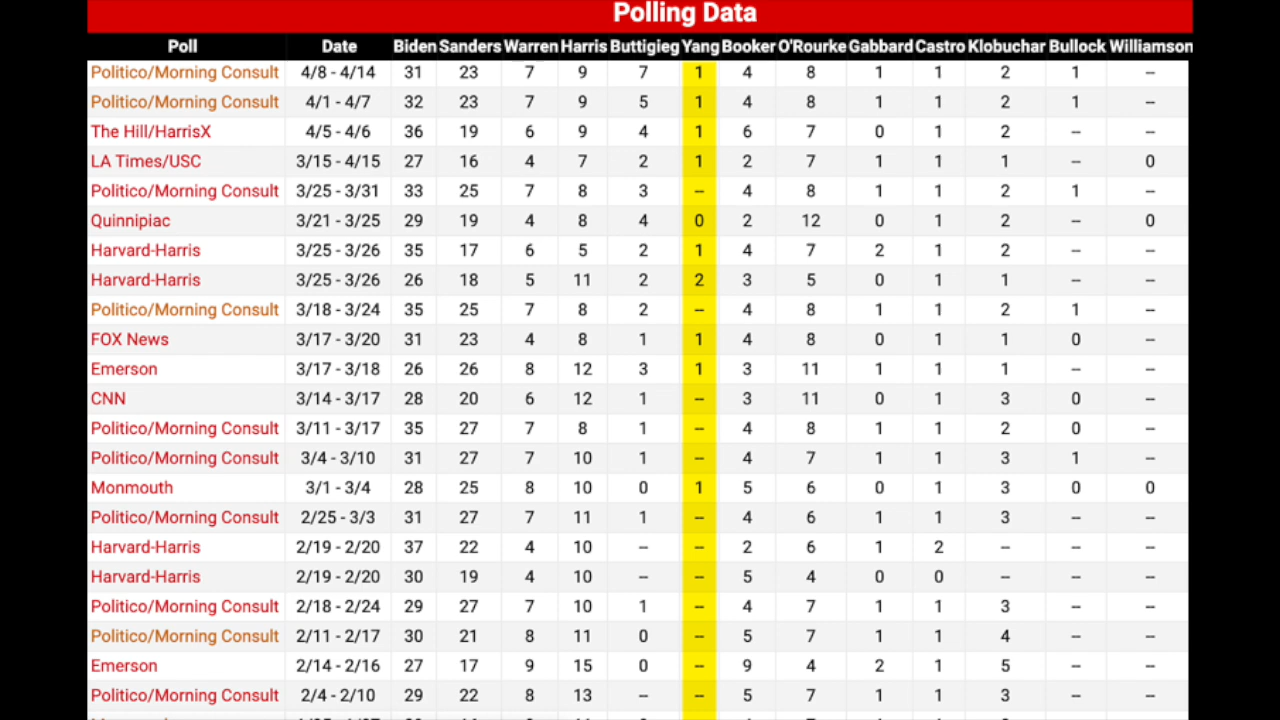 Polling Data
Poll Date Biden Sanders Warren Harris Buttigieg Yang Booker O'Rourke Gabbard Castro Klobuchar Bullock Williamson
Politico/Morning Consult 4/8 - 4/14 31 23 7 9 7 1 4 8 1 1 2 1 --
Politico/Morning Consult 4/1 - 4/7 32 23 7 9 5 1 4 8 1 1 2 1 --
The Hill/HarrisX 4/5 - 4/6 36 19 6 9 4 1 6 7 0 1 2 -- --
LA Times/USC 3/15 - 4/15 27 16 4 7 2 1 2 7 1 1 1 -- 0
Politico/Morning Consult 3/25 - 3/31 33 25 7 8 3 -- 4 8 1 1 2 1 --
Quinnipiac 3/21 - 3/25 29 19 4 8 4 0 2 12 0 1 2 -- 0
Harvard-Harris 3/25 - 3/26 35 17 6 5 2 1 4 7 2 1 2 -- --
Harvard-Harris 3/25 - 3/26 26 18 5 11 2 2 3 5 0 1 1 -- --
Politico/Morning Consult 3/18 - 3/24 35 25 7 8 2 -- 4 8 1 1 2 1 --
FOX News 3/17 - 3/20 31 23 4 8 1 1 4 8 0 1 1 0 --
Emerson 3/17 - 3/18 26 26 8 12 3 1 3 11 1 1 1 -- --
CNN 3/14 - 3/17 28 20 6 12 1 -- 3 11 0 1 3 0 --
Politico/Morning Consult 3/11 - 3/17 35 27 7 8 1 -- 4 8 1 1 2 0 --
Politico/Morning Consult 3/4 - 3/10 31 27 7 10 1 -- 4 7 1 1 3 1 --
Monmouth 3/1 - 3/4 28 25 8 10 0 1 5 6 0 1 3 0 0
Politico/Morning Consult 2/25 - 3/3 31 27 7 11 1 -- 4 6 1 1 3 -- --
Harvard-Harris 2/19 - 2/20 37 22 4 10 -- -- 2 6 1 2 -- -- --
Harvard-Harris 2/19 - 2/20 30 19 4 10 -- -- 5 4 0 0 -- -- --
Politico/Morning Consult 2/18 - 2/24 29 27 7 10 1 -- 4 7 1 1 3 -- --
Politico/Morning Consult 2/11 - 2/17 30 21 8 11 0 -- 5 7 1 1 4 -- --
Emerson 2/14 - 2/16 27 17 9 15 0 -- 9 4 2 1 5 -- --
Politico/Morning Consult 2/4 - 2/10 29 22 8 13 -- -- 5 7 1 1 3 -- --